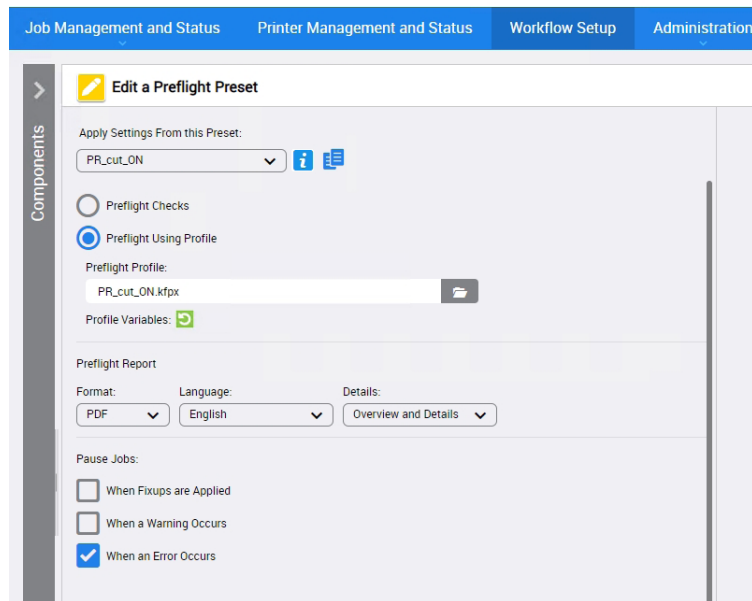 Job Management and Status Printer Management and Status Workflow Setup Administration
Components
Edit a Preflight Preset
Apply Settings From this Preset:
PR_cut_ON
Preflight Checks
Preflight Using Profile
Preflight Profile:
PR_cut_ON.kfpx
Profile Variables:
Preflight Report
Format: Language: Details:
PDF English Overview and Details
Pause Jobs:
When Fixups are Applied
When a Warning Occurs
When an Error Occurs